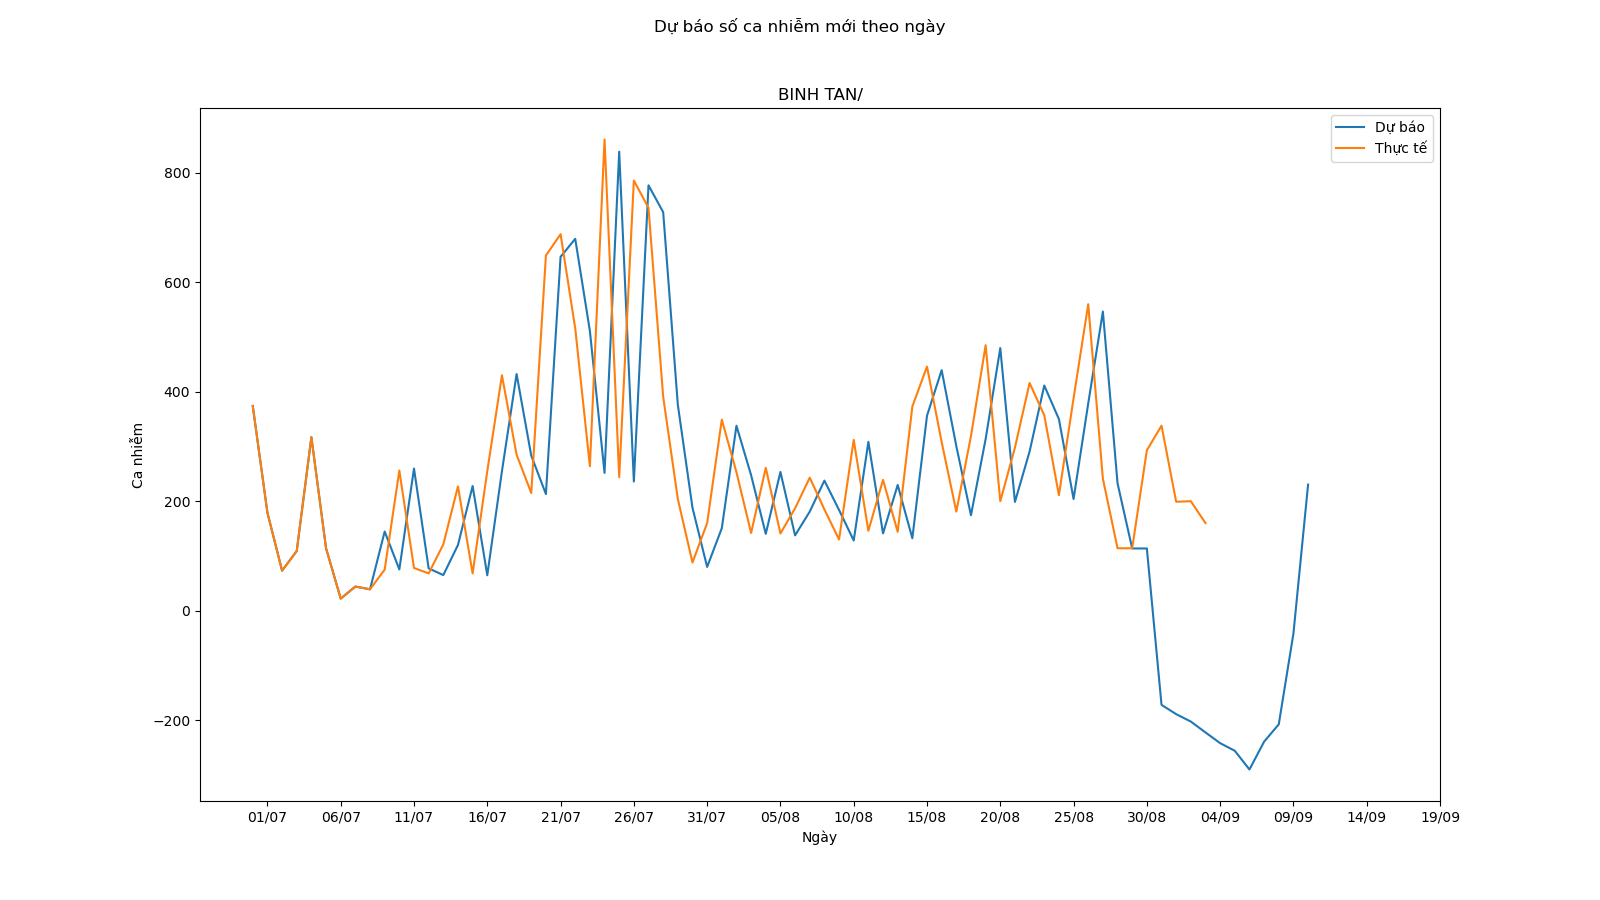 Dự báo số ca nhiễm mới theo ngày
BINH TAN/
Dự báo
Thực tế
Ca nhiễm
800
600
400
200
0
−200
01/07 06/07 11/07 16/07 21/07 26/07 31/07 05/08 10/08 15/08 20/08 25/08 30/08 04/09 09/09 14/09 19/09
Ngày